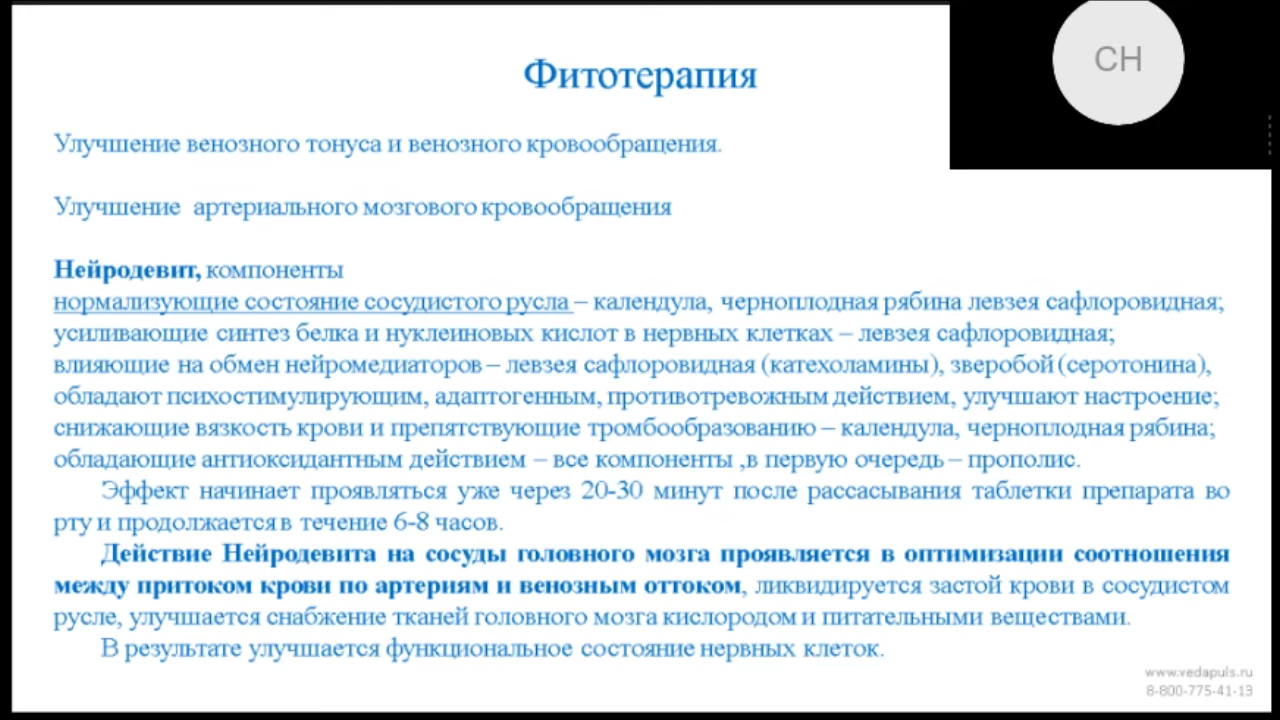 СН
Фитотерапия
Улучшение венозного тонуса и венозного кровообращения.
Улучшение артериального мозгового кровообращения
Нейродевит, компоненты
нормализующие состояние сосудистого русла – календула, черноплодная рябина левзея сафлоровидная;
усиливающие синтез белка и нуклеиновых кислот в нервных клетках – левзея сафлоровидная;
влияющие на обмен нейромедиаторов – левзея сафлоровидная (катехоламины), зверобой (серотонина),
обладают психостимулирующим, адаптогенным, противотревожным действием, улучшают настроение;
снижающие вязкость крови и препятствующие тромбообразованию – календула, черноплодная рябина;
обладающие антиоксидантным действием – все компоненты ,в первую очередь – прополис.
Эффект начинает проявляться уже через 20-30 минут после рассасывания таблетки препарата во
рту и продолжается в течение 6-8 часов.
Действие Нейродевита на сосуды головного мозга проявляется в оптимизации соотношения
между притоком крови по артериям и венозным оттоком, ликвидируется застой крови в сосудистом
русле, улучшается снабжение тканей головного мозга кислородом и питательными веществами.
В результате улучшается функциональное состояние нервных клеток.
www.vedapuls.ru
8-800-775-41-13